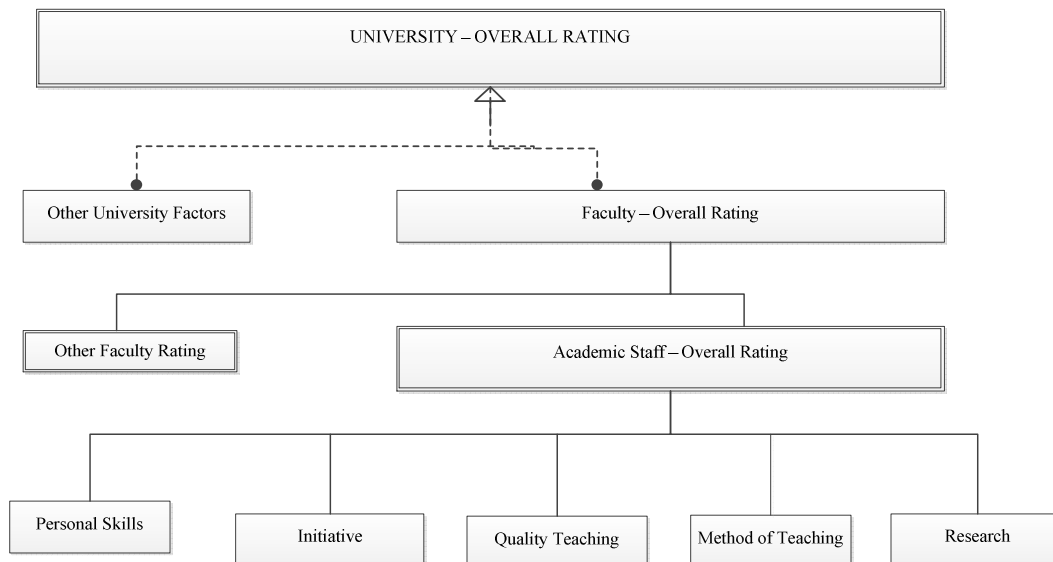 UNIVERSITY – OVERALL RATING
Other University Factors
Faculty – Overall Rating
Other Faculty Rating
Academic Staff – Overall Rating
Personal Skills
Initiative
Quality Teaching
Method of Teaching
Research